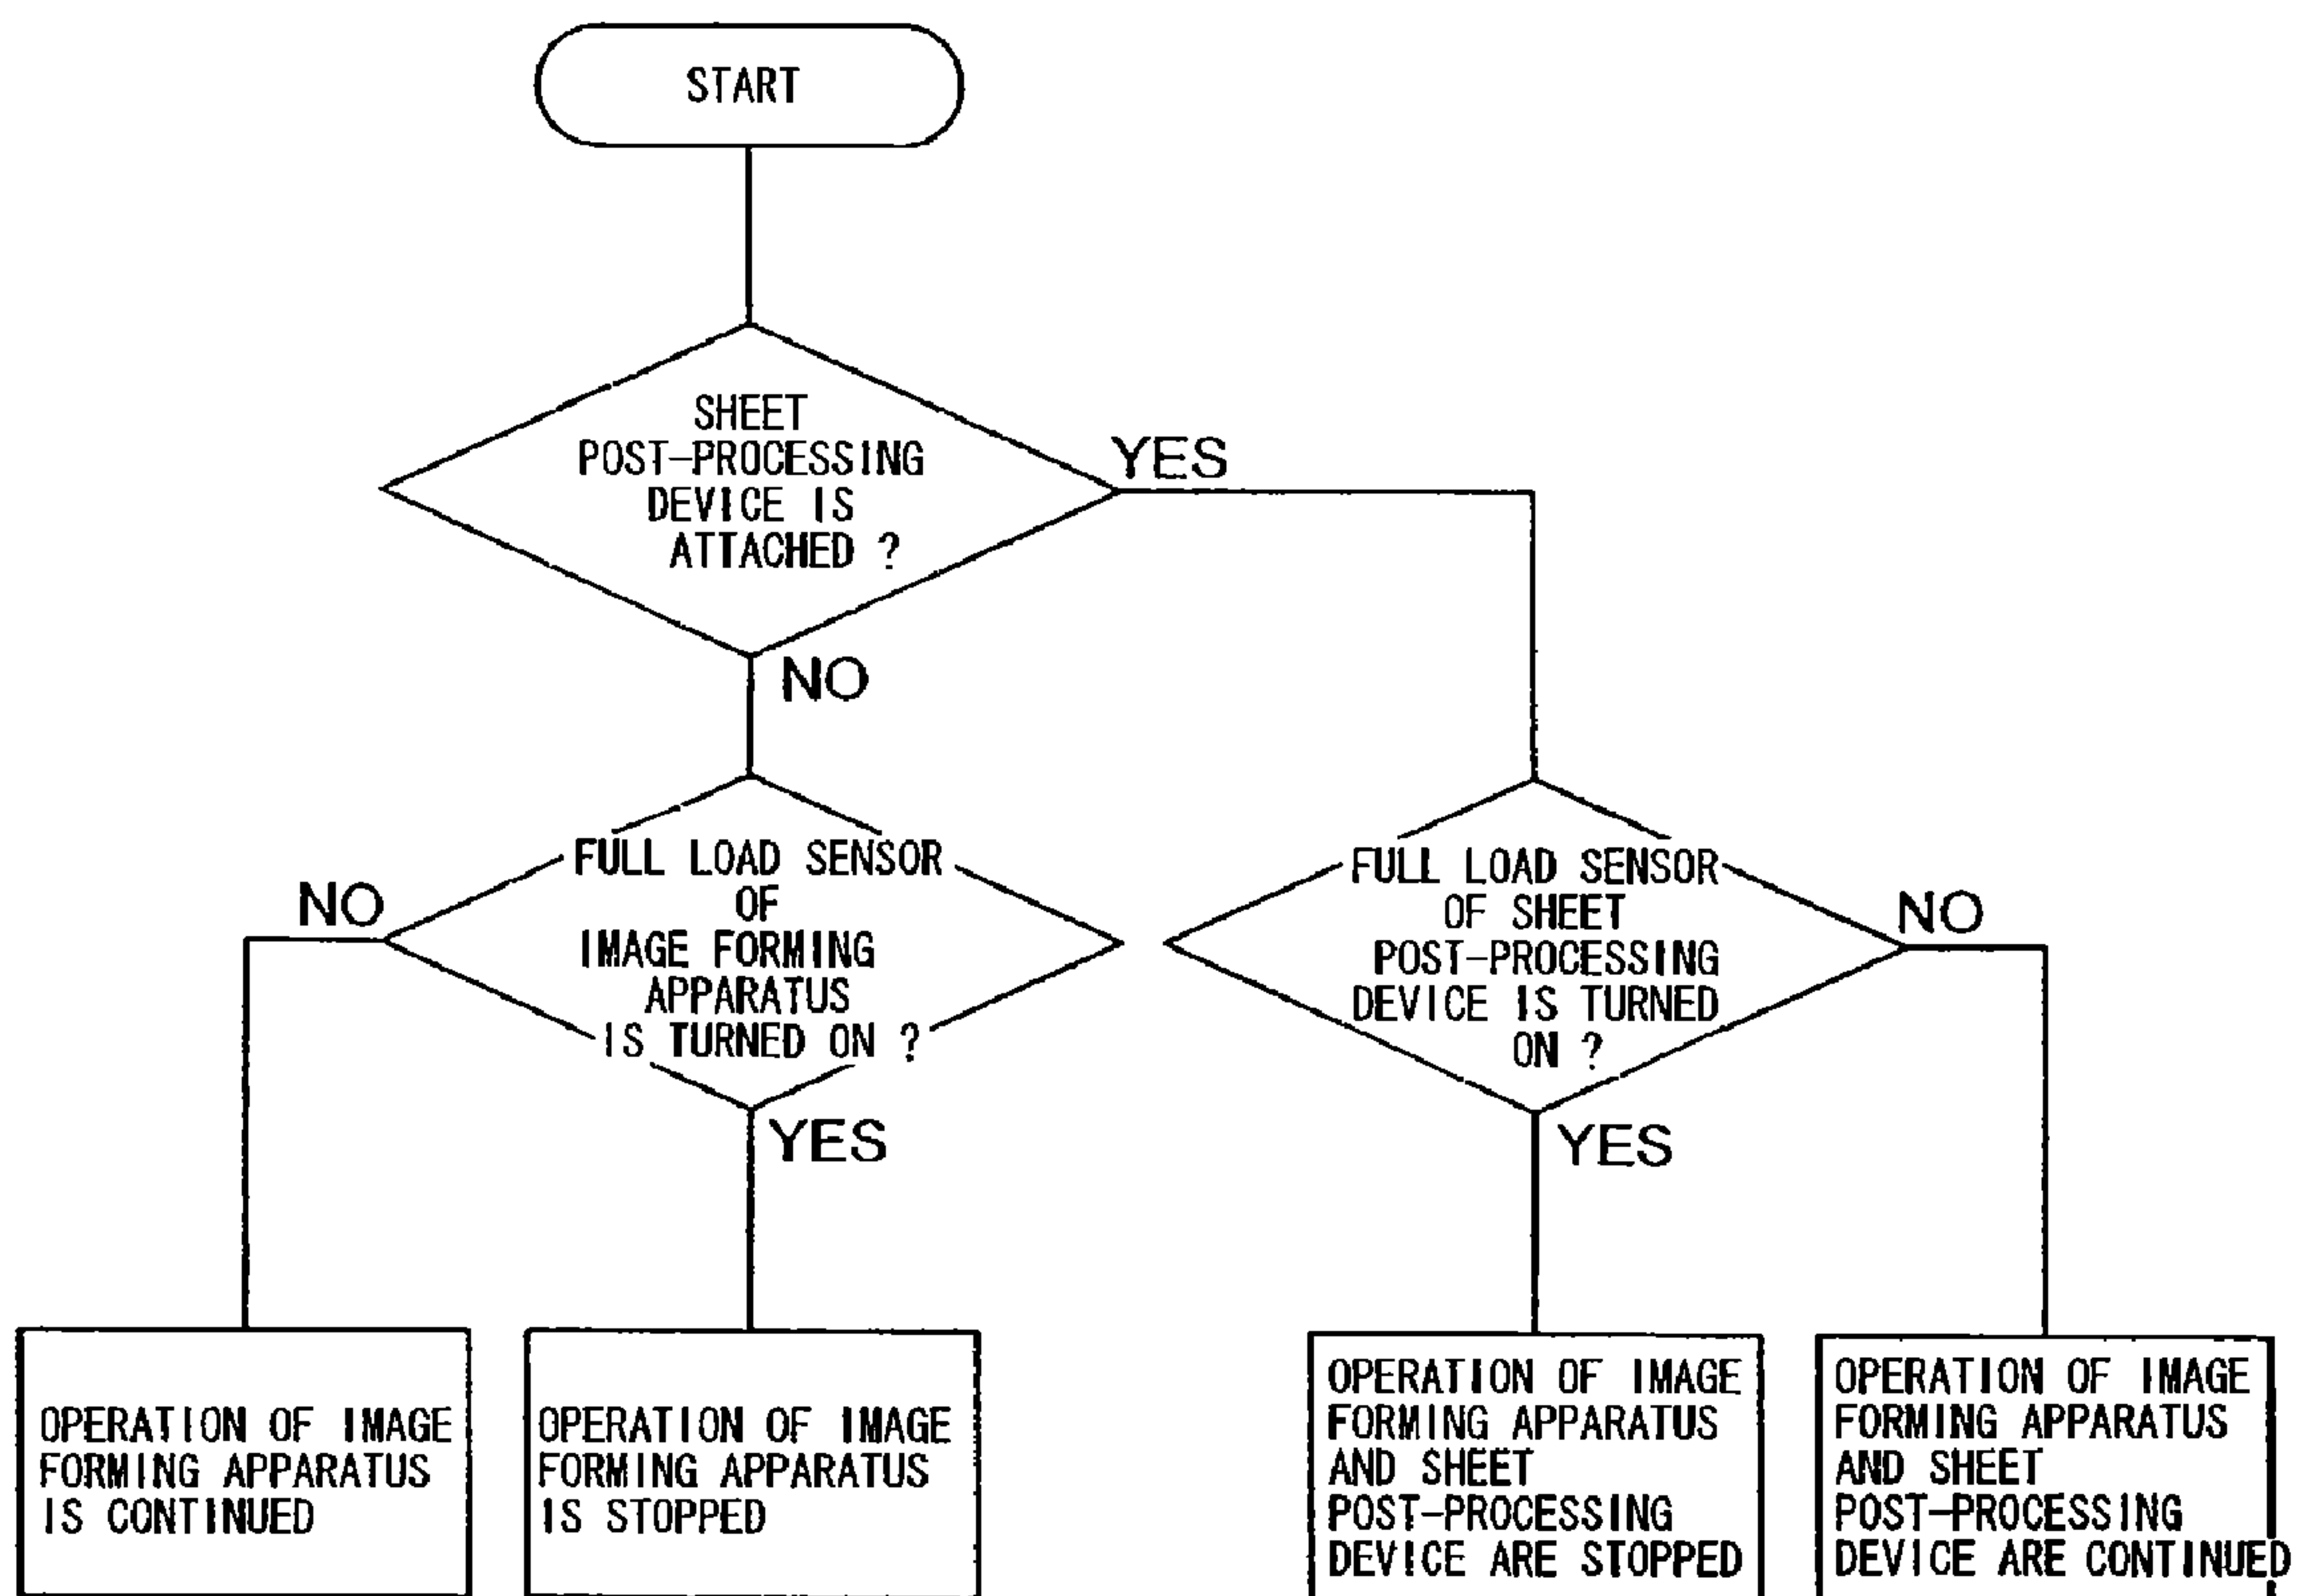 START
SHEET
POST-PROCESSING
DEVICE IS
ATTACHED ?
YES
NO
FULL LOAD SENSOR
OF
IMAGE FORMING
APPARATUS
IS TURNED ON ?
NO
YES
FULL LOAD SENSOR
OF SHEET
POST-PROCESSING
DEVICE IS TURNED
ON ?
NO
YES
OPERATION OF IMAGE
FORMING APPARATUS
IS CONTINUED
OPERATION OF IMAGE
FORMING APPARATUS
IS STOPPED
OPERATION OF IMAGE
FORMING APPARATUS
AND SHEET
POST-PROCESSING
DEVICE ARE STOPPED
OPERATION OF IMAGE
FORMING APPARATUS
AND SHEET
POST-PROCESSING
DEVICE ARE CONTINUED